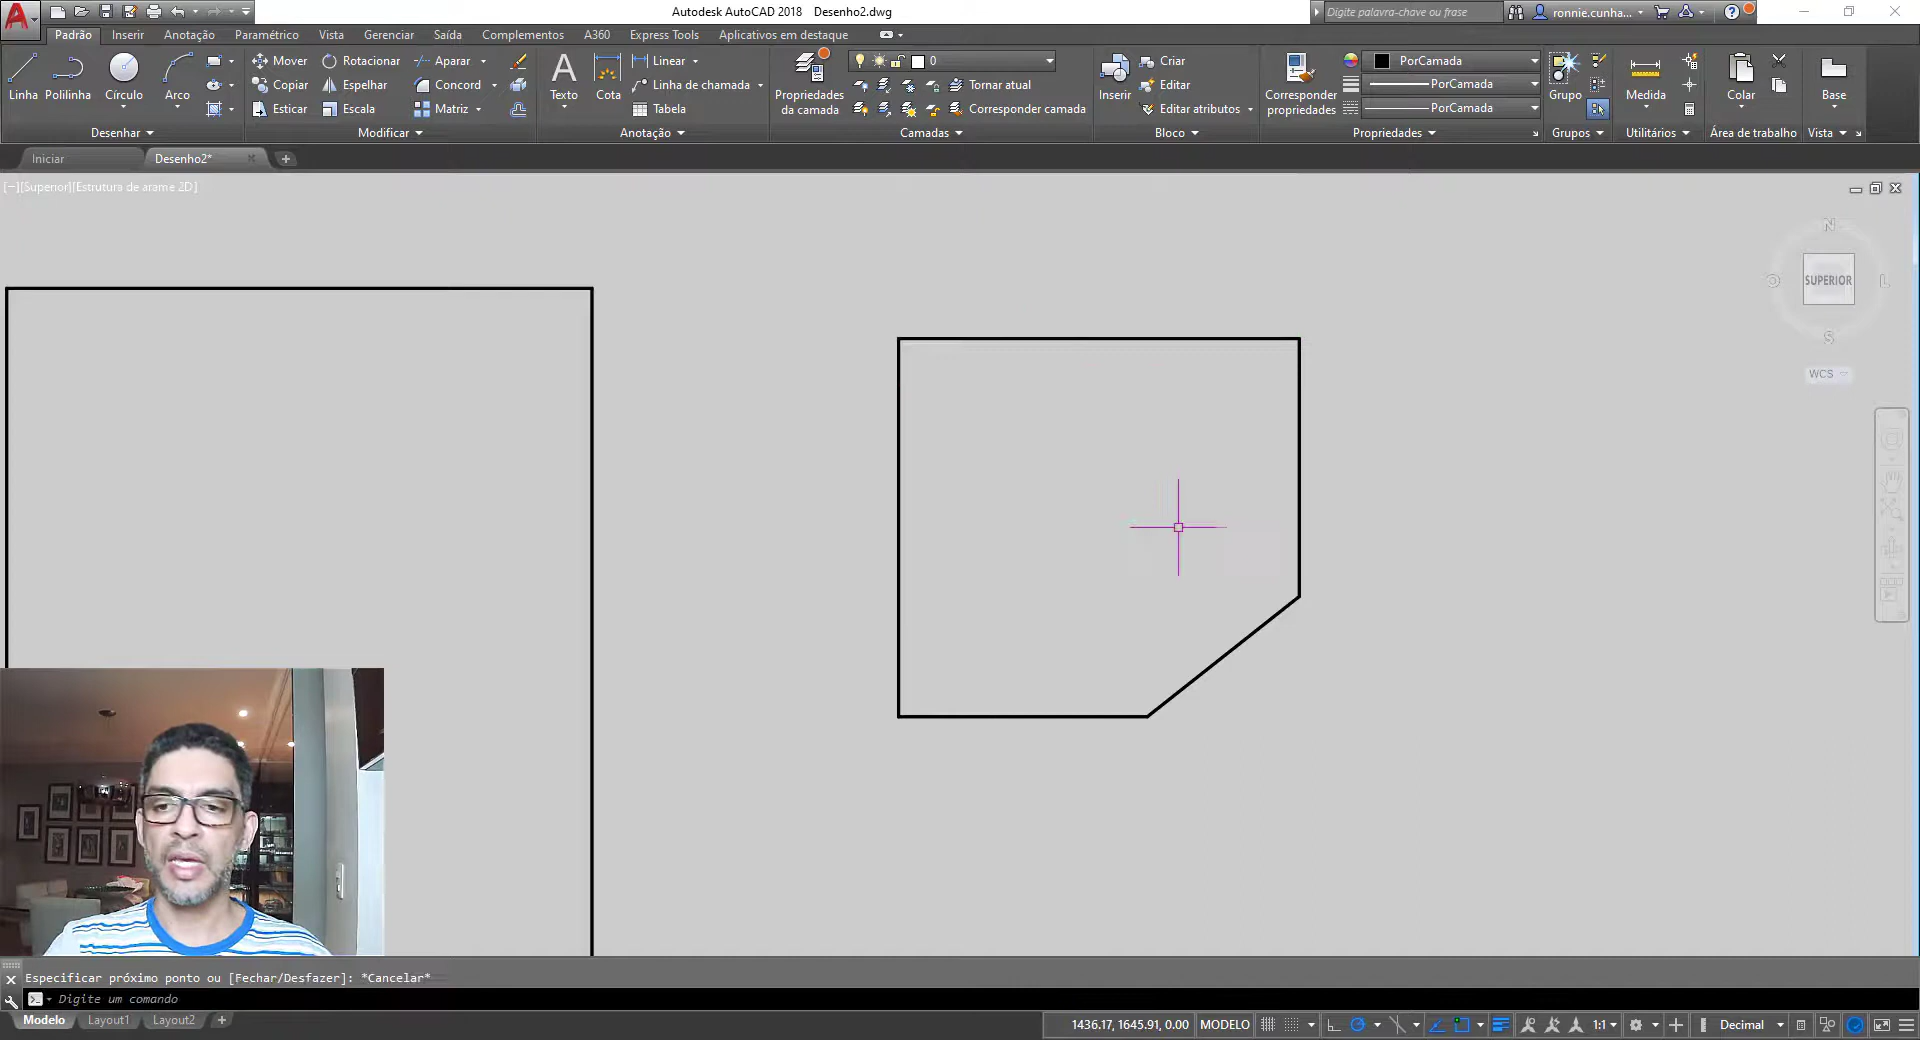 Autodesk AutoCAD 2018 Desenho2.dwg
Digite palavra-chave ou frase
ronnie.cunha...
Padrão Inserir Anotação Paramétrico Vista Gerenciar Saída Complementos A360 Express Tools Aplicativos em destaque
Linha
Polilinha
Círculo
Arco
Desenhar
Mover Rotacionar Aparar
Copiar Espelhar Concord
Esticar Escala Matriz
Modificar
Texto
Cota
Linear
Linha de chamada
Tabela
Anotação
Propriedades
da camada
0
Tornar atual
Corresponder camada
Camadas
Inserir
Criar
Editar
Editar atributos
Bloco
Corresponder
propriedades
PorCamada
PorCamada
PorCamada
Propriedades
Grupo
Grupos
Medida
Utilitários
Colar
Área de trabalho
Base
Vista
Iniciar
Desenho2*
[−][Superior][Estrutura de arame 2D]
N
O
SUPERIOR
L
S
WCS
Especificar próximo ponto ou [Fechar/Desfazer]: *Cancelar*
Digite um comando
Modelo Layout1 Layout2 +
1436.17, 1645.91, 0.00 MODELO 1:1 Decimal